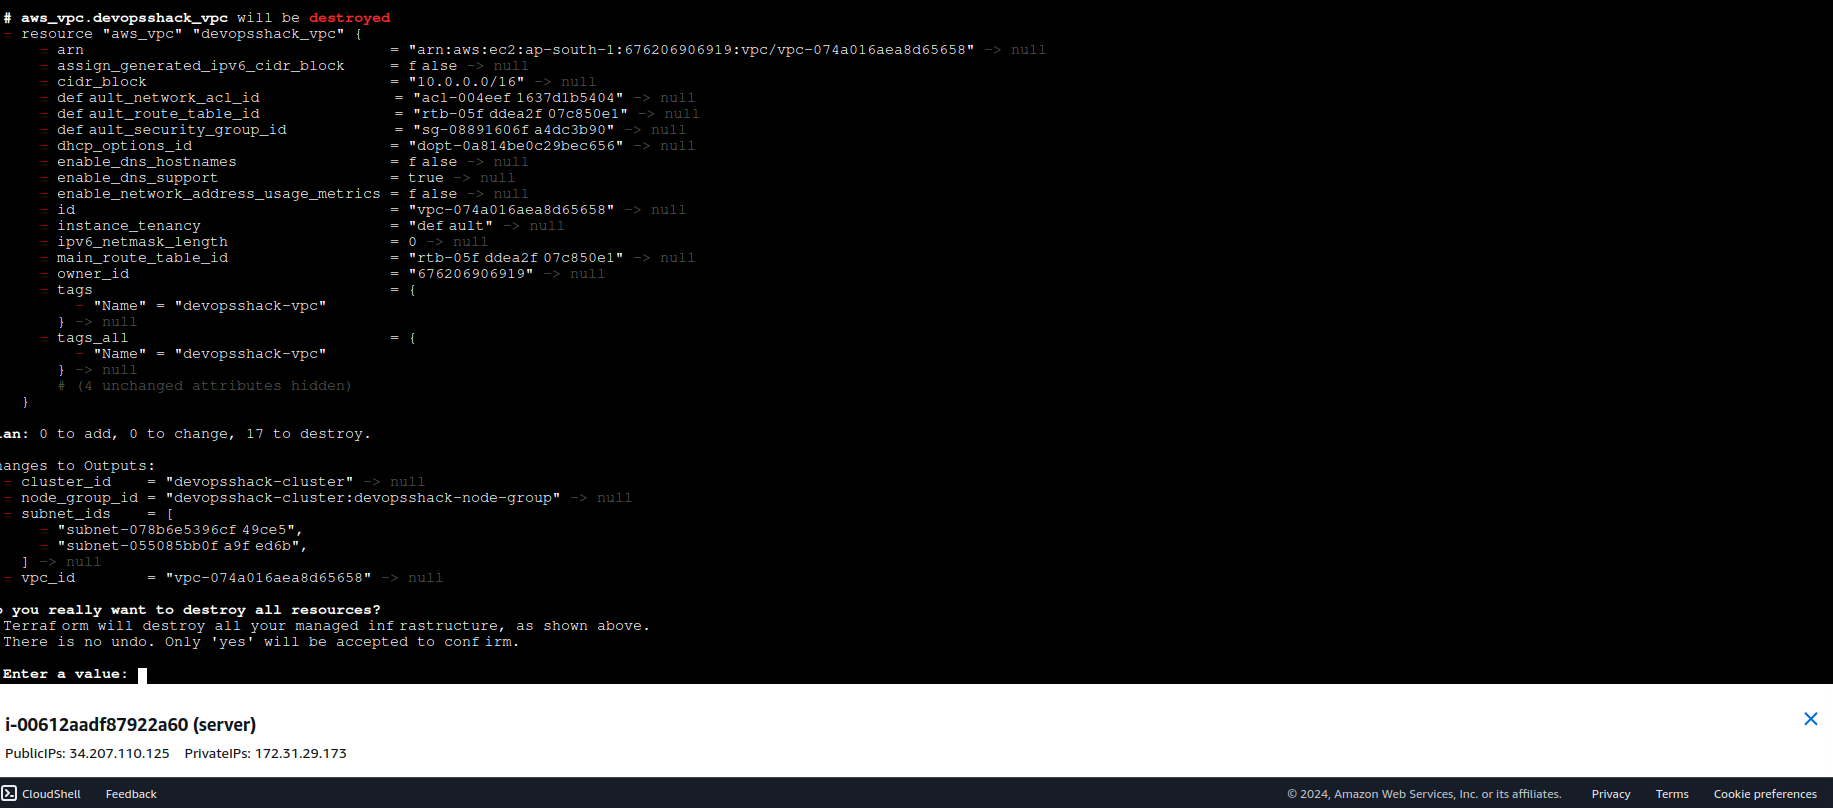 # aws_vpc.devopsshack_vpc will be destroyed
- resource "aws_vpc" "devopsshack_vpc" {
- arn = "arn:aws:ec2:ap-south-1:676206906919:vpc/vpc-074a016aea8d65658" -> null
- assign_generated_ipv6_cidr_block = false -> null
- cidr_block = "10.0.0.0/16" -> null
- default_network_acl_id = "acl-004eef1637d1b5404" -> null
- default_route_table_id = "rtb-05fddea2f07c850e1" -> null
- default_security_group_id = "sg-08891606fa4dc3b90" -> null
- dhcp_options_id = "dopt-0a814be0c29bec656" -> null
- enable_dns_hostnames = false -> null
- enable_dns_support = true -> null
- enable_network_address_usage_metrics = false -> null
- id = "vpc-074a016aea8d65658" -> null
- instance_tenancy = "default" -> null
- ipv6_netmask_length = 0 -> null
- main_route_table_id = "rtb-05fddea2f07c850e1" -> null
- owner_id = "676206906919" -> null
- tags = {
- "Name" = "devopsshack-vpc"
} -> null
- tags_all = {
- "Name" = "devopsshack-vpc"
} -> null
# (4 unchanged attributes hidden)
}
lan: 0 to add, 0 to change, 17 to destroy.
hanges to Outputs:
- cluster_id = "devopsshack-cluster" -> null
- node_group_id = "devopsshack-cluster:devopsshack-node-group" -> null
- subnet_ids = [
- "subnet-078b6e5396cf49ce5",
- "subnet-055085bb0fa9fed6b",
] -> null
- vpc_id = "vpc-074a016aea8d65658" -> null
o you really want to destroy all resources?
Terraform will destroy all your managed infrastructure, as shown above.
There is no undo. Only 'yes' will be accepted to confirm.
Enter a value:
i-00612aadf87922a60 (server)
PublicIPs: 34.207.110.125 PrivateIPs: 172.31.29.173
CloudShell Feedback © 2024, Amazon Web Services, Inc. or its affiliates. Privacy Terms Cookie preferences